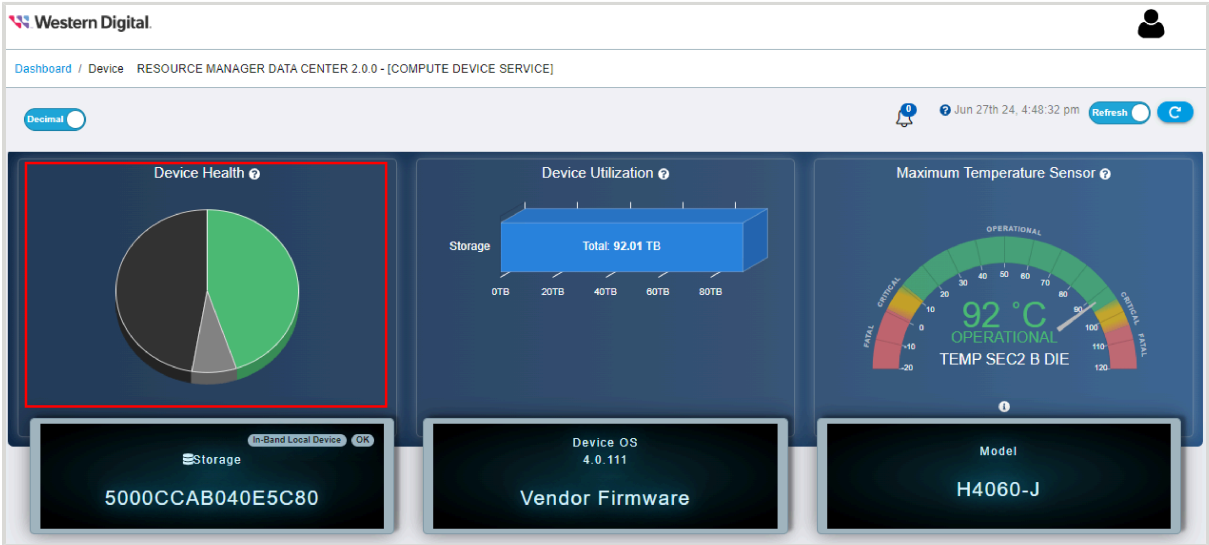 Western Digital.
Dashboard / Device RESOURCE MANAGER DATA CENTER 2.0.0 - [COMPUTE DEVICE SERVICE]
Decimal
0
Jun 27th 24, 4:48:32 pm
Refresh
Device Health
Device Utilization
Storage
Total: 92.01 TB
0TB 20TB 40TB 60TB 80TB
Maximum Temperature Sensor
FATAL
CRITICAL
OPERATIONAL
CRITICAL
FATAL
-20 -10 0 10 20 30 40 50 60 70 80 90 100 110 120
92 °C
OPERATIONAL
TEMP SEC2 B DIE
In-Band Local Device OK
Storage
5000CCAB040E5C80
Device OS
4.0.111
Vendor Firmware
Model
H4060-J